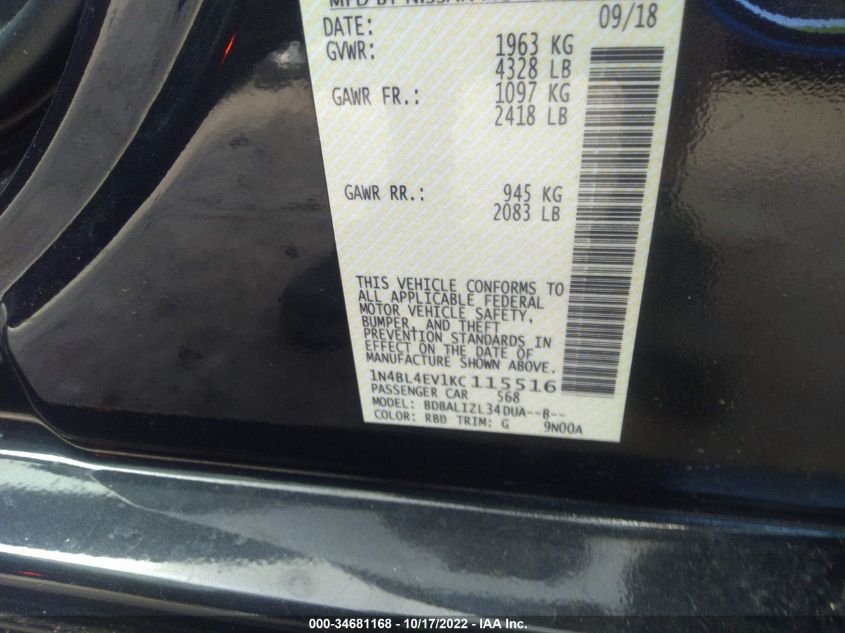 MFD BY NISSAN
DATE: 09/18
GVWR: 1963 KG
4328 LB
GAWR FR.: 1097 KG
2418 LB
GAWR RR.: 945 KG
2083 LB
THIS VEHICLE CONFORMS TO
ALL APPLICABLE FEDERAL
MOTOR VEHICLE SAFETY,
BUMPER, AND THEFT
PREVENTION STANDARDS IN
EFFECT ON THE DATE OF
MANUFACTURE SHOWN ABOVE.
1N4BL4EV1KC115516
PASSENGER CAR 568
MODEL: BDBALIZL34DUA--B--
COLOR: RBD TRIM: G 9N00A
000-34681168 - 10/17/2022 - IAA Inc.